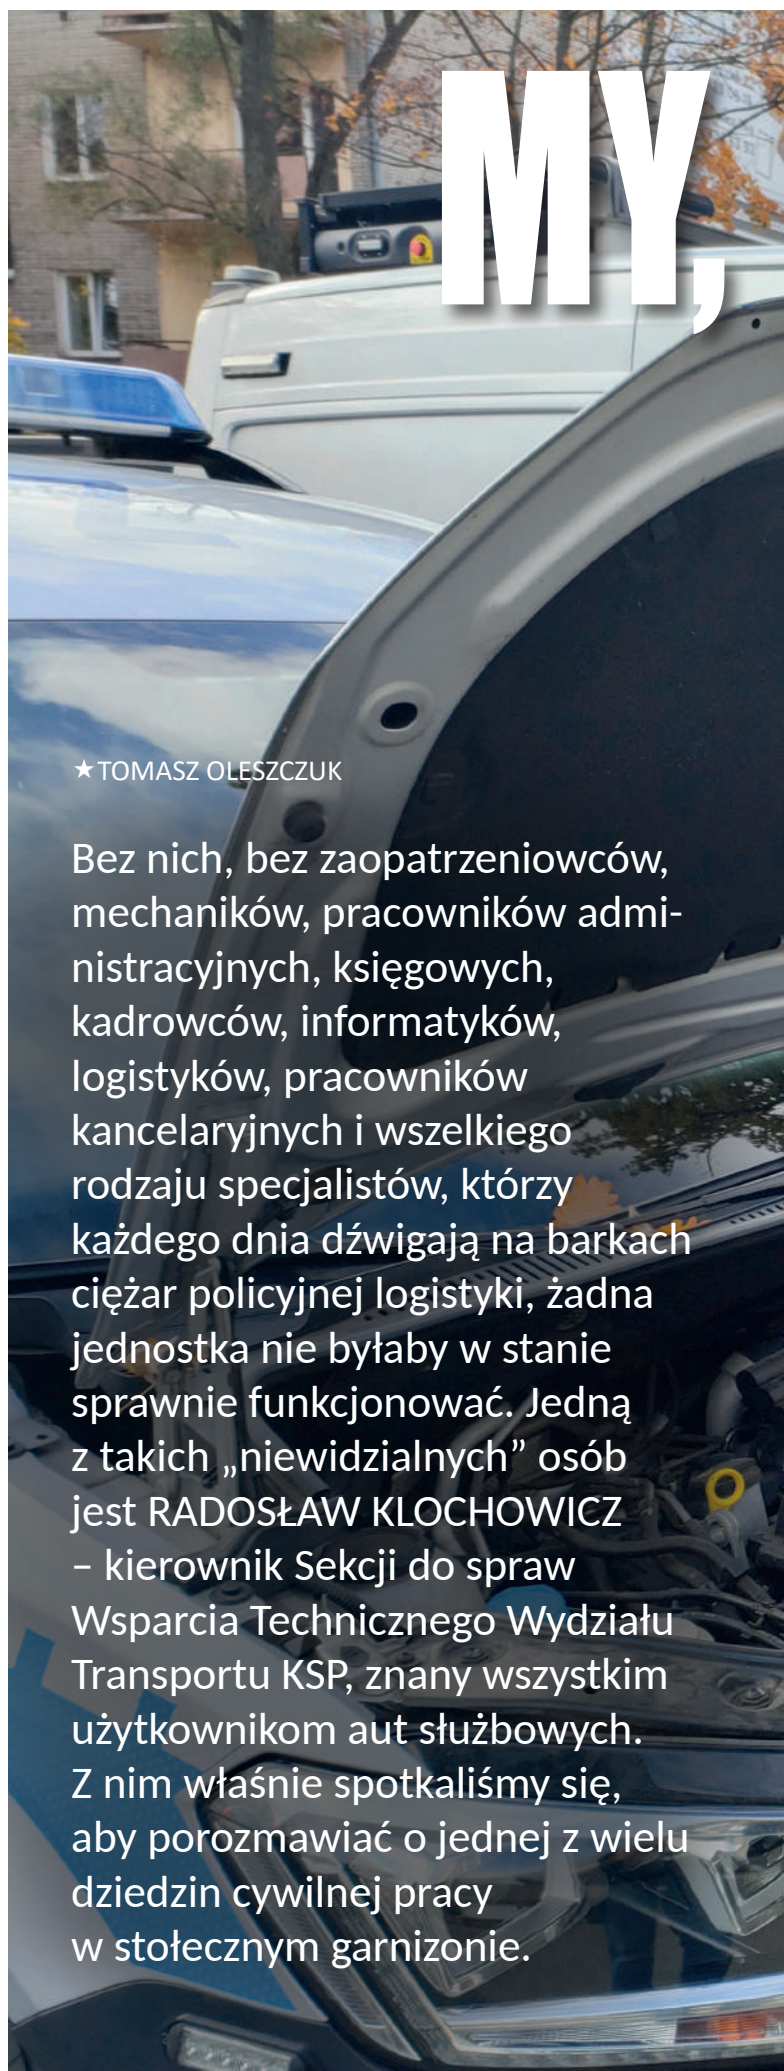 MY,
★TOMASZ OLESZCZUK
Bez nich, bez zaopatrzeniowców,
mechaników, pracowników admi-
nistracyjnych, księgowych,
kadrowców, informatyków,
logistyków, pracowników
kancelaryjnych i wszelkiego
rodzaju specjalistów, którzy
każdego dnia dźwigają na barkach
ciężar policyjnej logistyki, żadna
jednostka nie byłaby w stanie
sprawnie funkcjonować. Jedną
z takich „niewidzialnych” osób
jest RADOSŁAW KLOCHOWICZ
– kierownik Sekcji do spraw
Wsparcia Technicznego Wydziału
Transportu KSP, znany wszystkim
użytkownikom aut służbowych.
Z nim właśnie spotkaliśmy się,
aby porozmawiać o jednej z wielu
dziedzin cywilnej pracy
w stołecznym garnizonie.